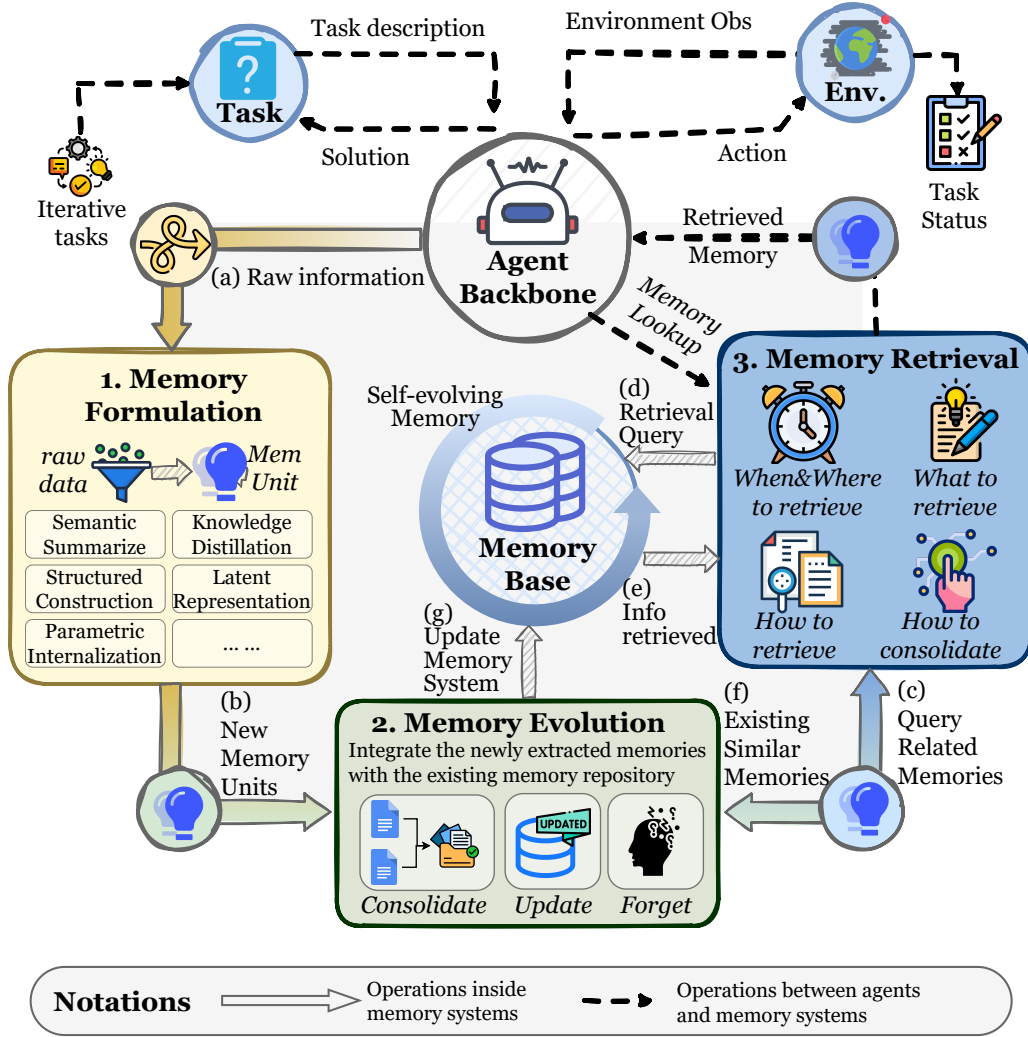 Task description
Environment Obs
?
Task
Env.
Solution
Action
Iterative
tasks
Task
Status
Retrieved
Memory
(a) Raw information
Agent
Backbone
Memory
Lookup
1. Memory
Formulation
raw
data
Mem
Unit
Semantic
Summarize
Knowledge
Distillation
Structured
Construction
Latent
Representation
Parametric
Internalization
... ...
Self-evolving
Memory
Memory
Base
(d)
Retrieval
Query
3. Memory Retrieval
When&Where
to retrieve
What to
retrieve
How to
retrieve
How to
consolidate
(e)
Info
retrieved
(g)
Update
Memory
System
(b)
New
Memory
Units
(f)
Existing
Similar
Memories
(c)
Query
Related
Memories
2. Memory Evolution
Integrate the newly extracted memories
with the existing memory repository
UPDATED
Consolidate
Update
Forget
Notations
Operations inside
memory systems
Operations between agents
and memory systems